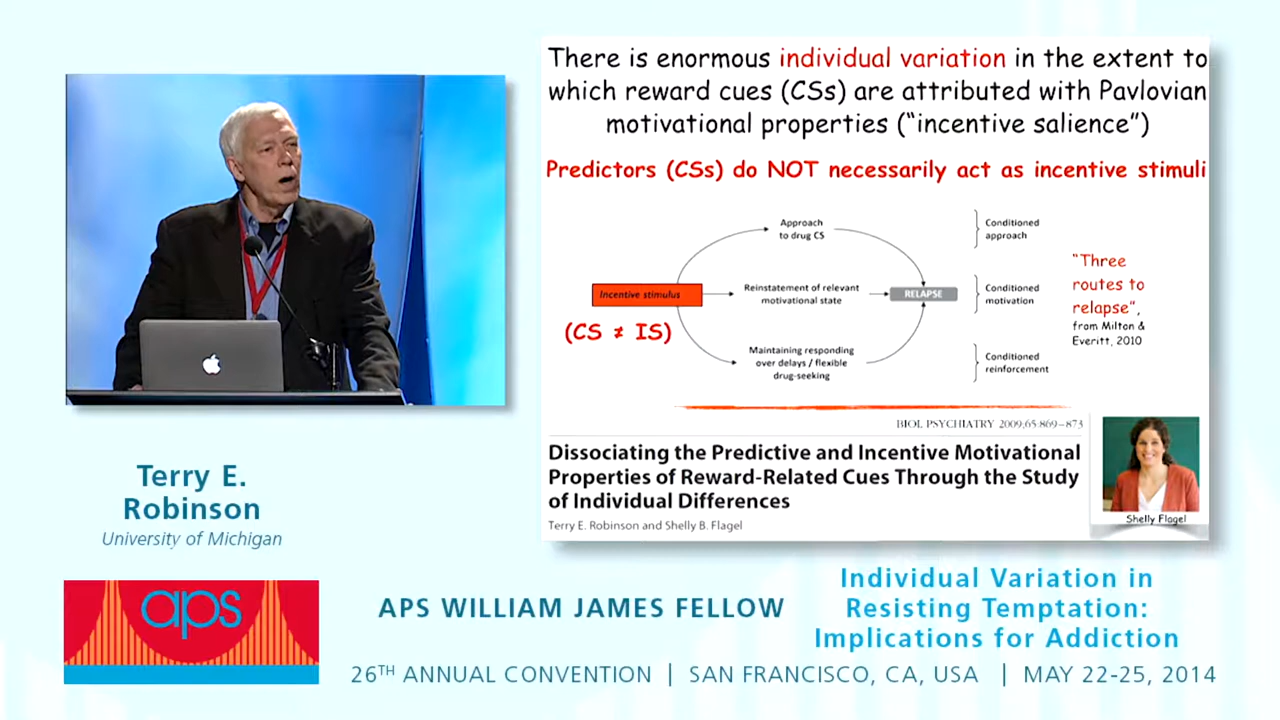 There is enormous individual variation in the extent to
which reward cues (CSs) are attributed with Pavlovian
motivational properties (“incentive salience”)
Predictors (CSs) do NOT necessarily act as incentive stimuli
Approach
to drug CS
Conditioned
approach
Incentive stimulus
Reinstatement of relevant
motivational state
RELAPSE
Conditioned
motivation
(CS ≠ IS)
Maintaining responding
over delays / flexible
drug-seeking
Conditioned
reinforcement
“Three
routes to
relapse”,
from Milton &
Everitt, 2010
BIOL PSYCHIATRY 2009;65:869–873
Dissociating the Predictive and Incentive Motivational
Properties of Reward-Related Cues Through the Study
of Individual Differences
Terry E. Robinson and Shelly B. Flagel
Shelly Flagel
Terry E.
Robinson
University of Michigan
aps
APS WILLIAM JAMES FELLOW
Individual Variation in
Resisting Temptation:
Implications for Addiction
26TH ANNUAL CONVENTION | SAN FRANCISCO, CA, USA | MAY 22-25, 2014